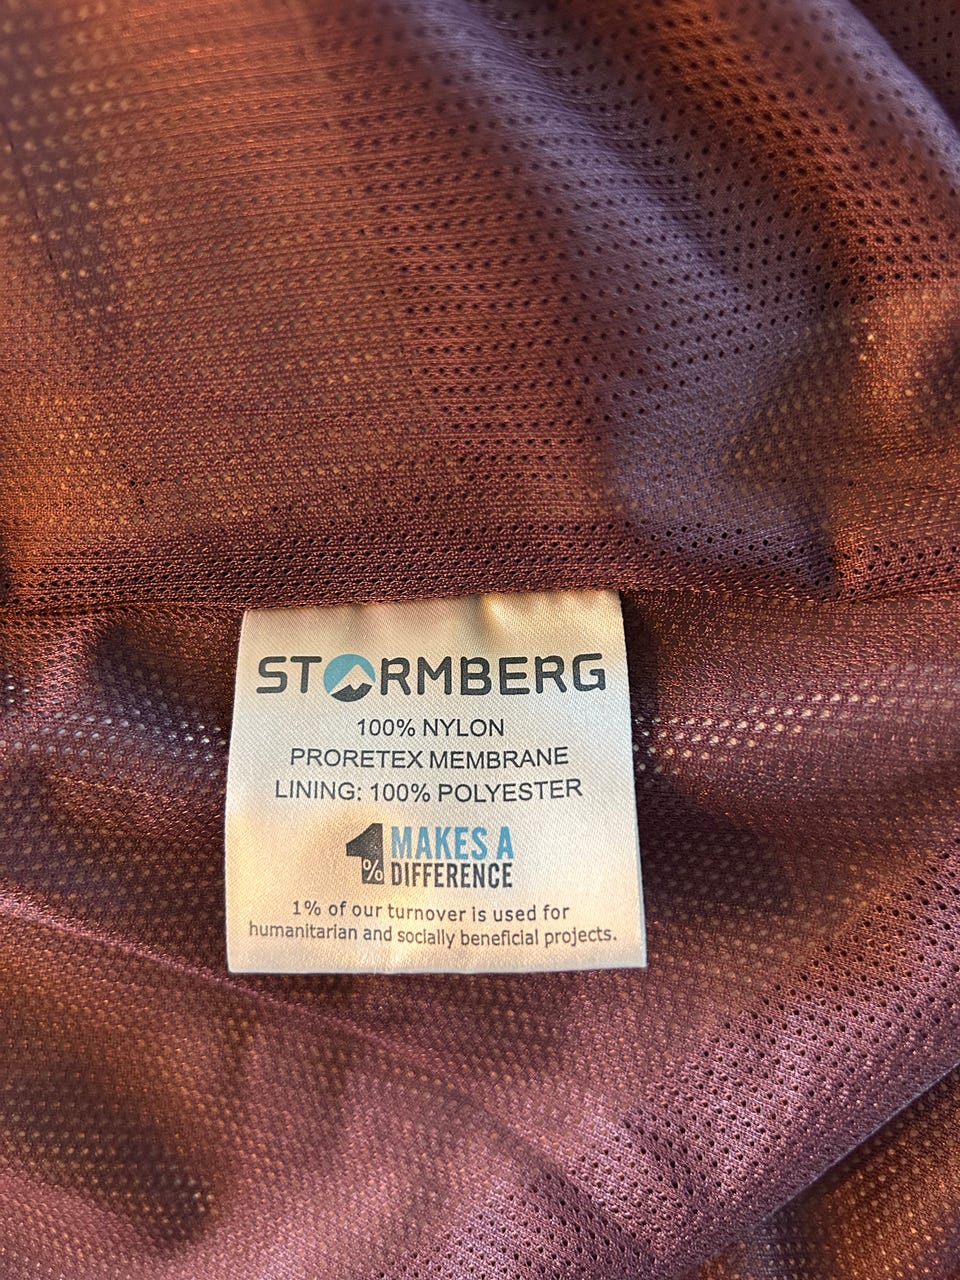 STORMBERG
100% NYLON
PRORETEX MEMBRANE
LINING: 100% POLYESTER
1% MAKES A
DIFFERENCE
1% of our turnover is used for
humanitarian and socially beneficial projects.